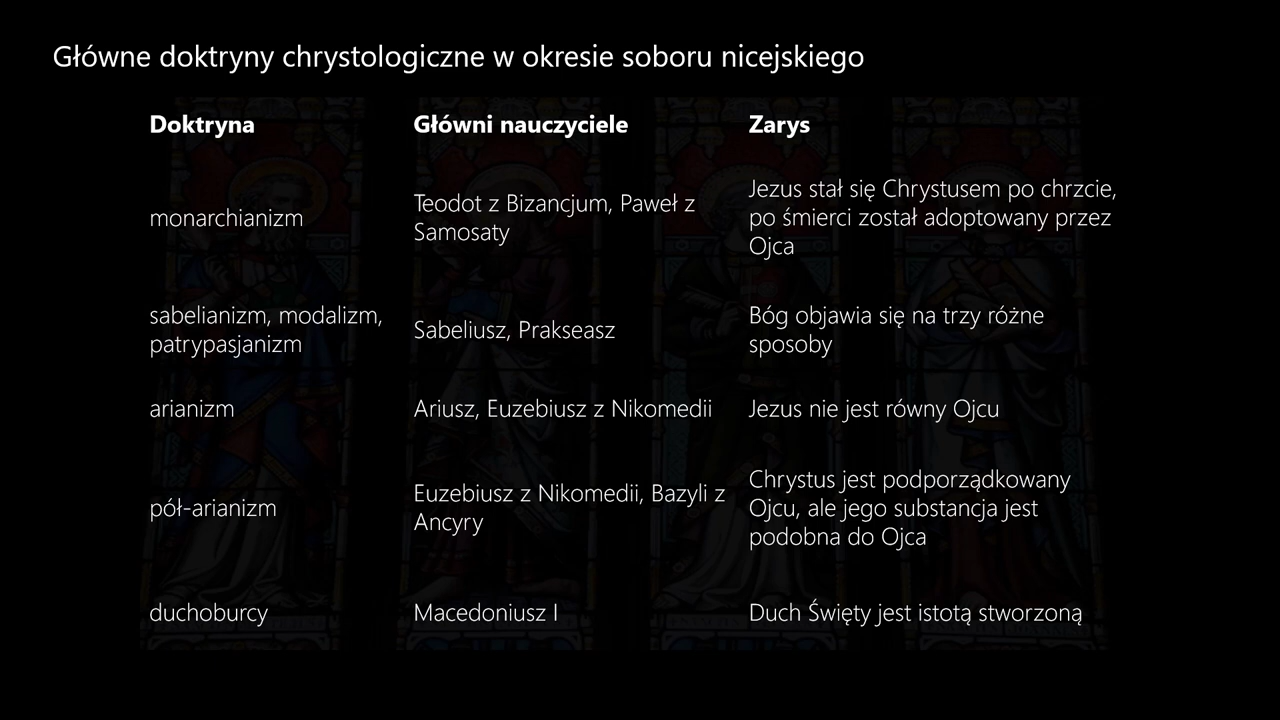 Główne doktryny chrystologiczne w okresie soboru nicejskiego
Doktryna
Główni nauczyciele
Zarys
monarchianizm
Teodot z Bizancjum, Paweł z
Samosaty
Jezus stał się Chrystusem po chrzcie,
po śmierci został adoptowany przez
Ojca
sabelianizm, modalizm,
patrypasjanizm
Sabeliusz, Prakseasz
Bóg objawia się na trzy różne
sposoby
arianizm
Ariusz, Euzebiusz z Nikomedii
Jezus nie jest równy Ojcu
pół-arianizm
Euzebiusz z Nikomedii, Bazyli z
Ancyry
Chrystus jest podporządkowany
Ojcu, ale jego substancja jest
podobna do Ojca
duchoburcy
Macedoniusz I
Duch Święty jest istotą stworzoną